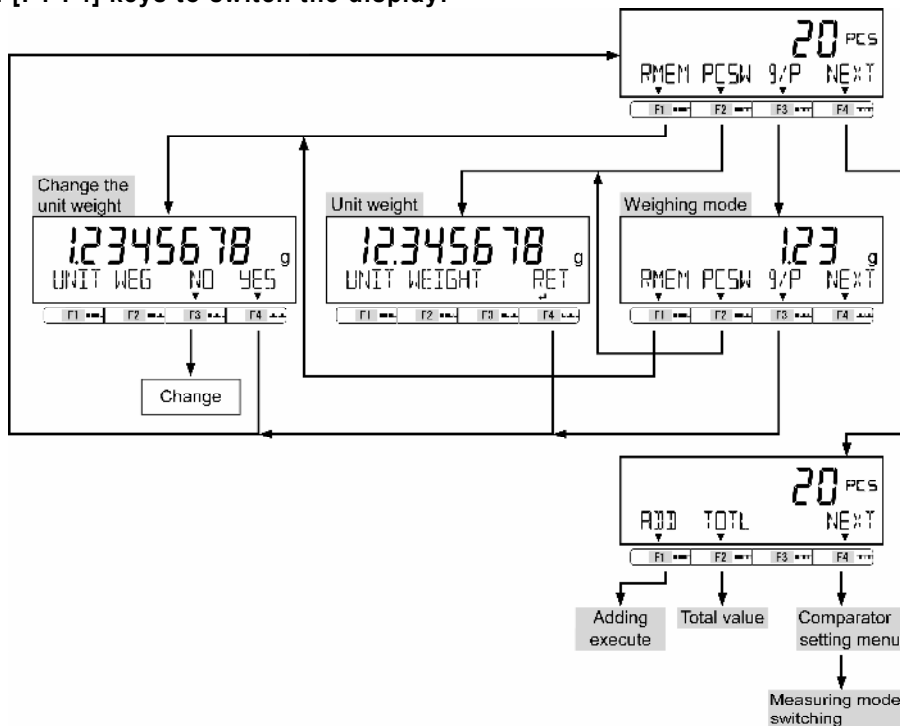 [F1-F4] keys to switch the display.
20 PCS
RMEM PCSW g/P NEXT
F1 F2 F3 F4
Change the
unit weight
Unit weight
Weighing mode
1.2345678 g
12.345678 g
1.23 g
UNIT WEG NO YES
UNIT WEIGHT RET
RMEM PCSW g/P NEXT
F1 F2 F3 F4
F1 F2 F3 F4
F1 F2 F3 F4
Change
20 PCS
ADD TOTL NEXT
F1 F2 F3 F4
Adding
execute
Total value
Comparator
setting menu
Measuring mode
switching